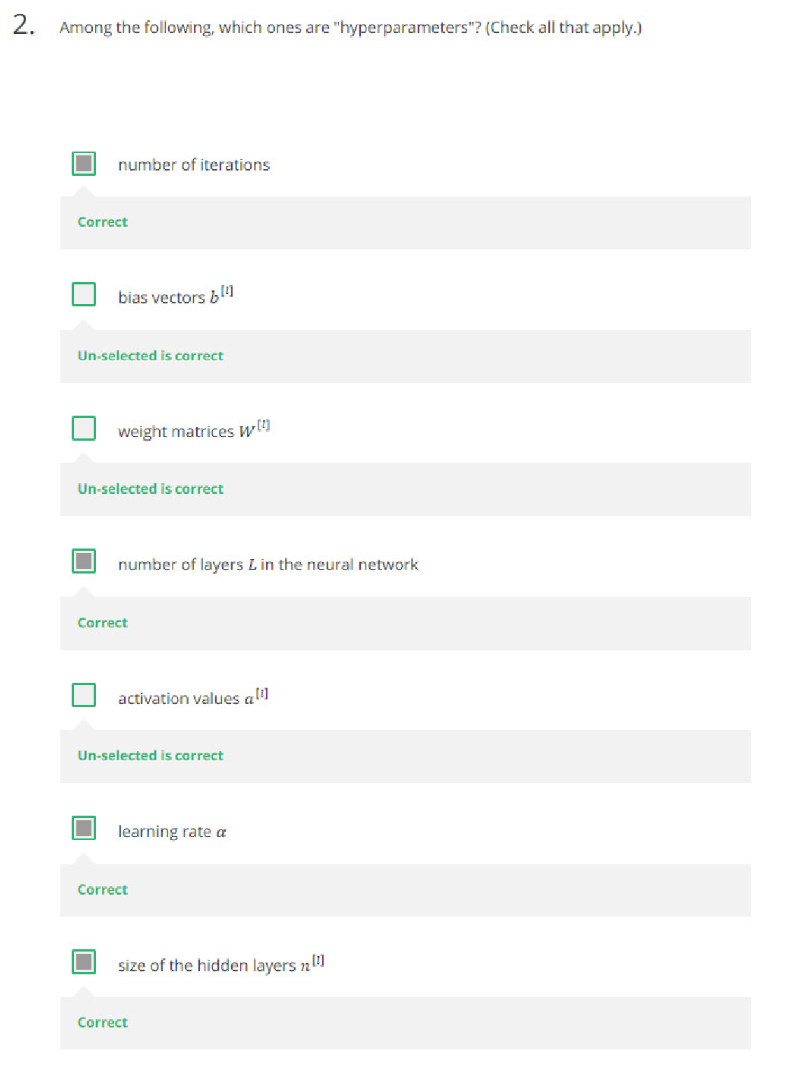 2. Among the following, which ones are "hyperparameters"? (Check all that apply.)
number of iterations
Correct
bias vectors b^[l]
Un-selected is correct
weight matrices W^[l]
Un-selected is correct
number of layers L in the neural network
Correct
activation values a^[l]
Un-selected is correct
learning rate α
Correct
size of the hidden layers n^[l]
Correct